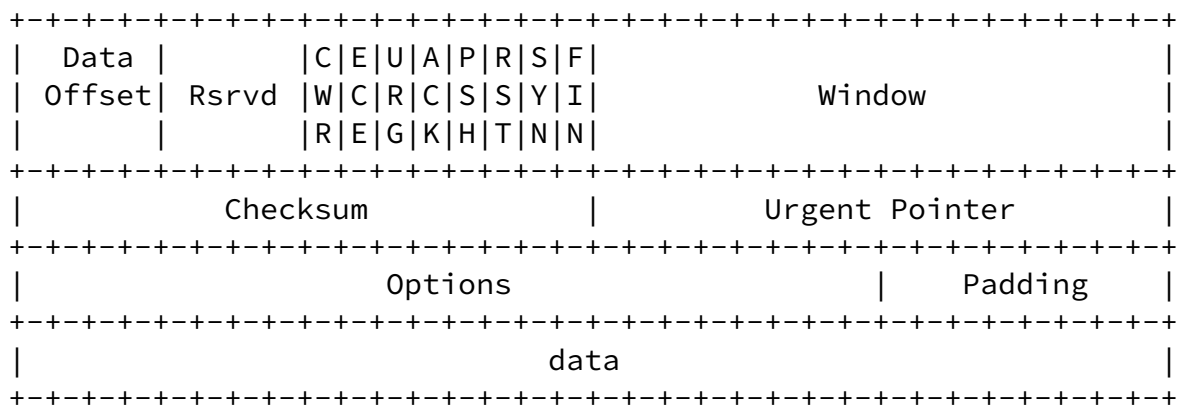 +-+-+-+-+-+-+-+-+-+-+-+-+-+-+-+-+-+-+-+-+-+-+-+-+-+-+-+-+-+-+-+-+
|  Data |       |C|E|U|A|P|R|S|F|                               |
| Offset| Rsrvd |W|C|R|C|S|S|Y|I|            Window             |
|       |       |R|E|G|K|H|T|N|N|                               |
+-+-+-+-+-+-+-+-+-+-+-+-+-+-+-+-+-+-+-+-+-+-+-+-+-+-+-+-+-+-+-+-+
|           Checksum            |         Urgent Pointer        |
+-+-+-+-+-+-+-+-+-+-+-+-+-+-+-+-+-+-+-+-+-+-+-+-+-+-+-+-+-+-+-+-+
|                    Options                    |    Padding    |
+-+-+-+-+-+-+-+-+-+-+-+-+-+-+-+-+-+-+-+-+-+-+-+-+-+-+-+-+-+-+-+-+
|                             data                              |
+-+-+-+-+-+-+-+-+-+-+-+-+-+-+-+-+-+-+-+-+-+-+-+-+-+-+-+-+-+-+-+-+